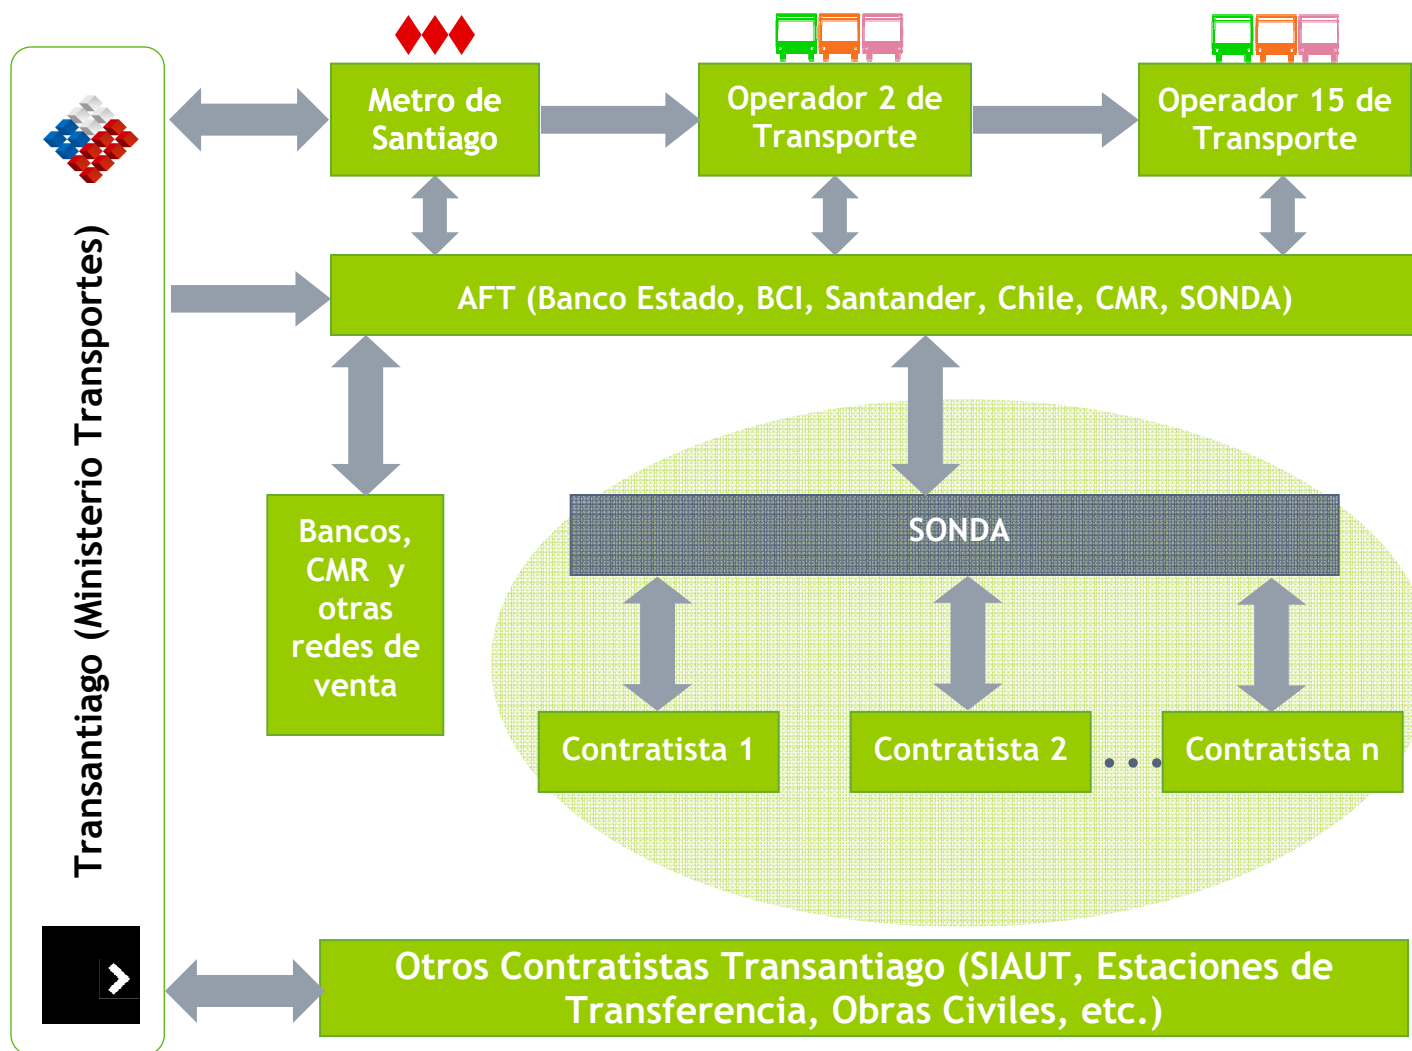 Transantiago (Ministerio Transportes)
Metro de
Santiago
Operador 2 de
Transporte
Operador 15 de
Transporte
AFT (Banco Estado, BCI, Santander, Chile, CMR, SONDA)
Bancos,
CMR y
otras
redes de
venta
SONDA
Contratista 1
Contratista 2
...
Contratista n
Otros Contratistas Transantiago (SIAUT, Estaciones de
Transferencia, Obras Civiles, etc.)